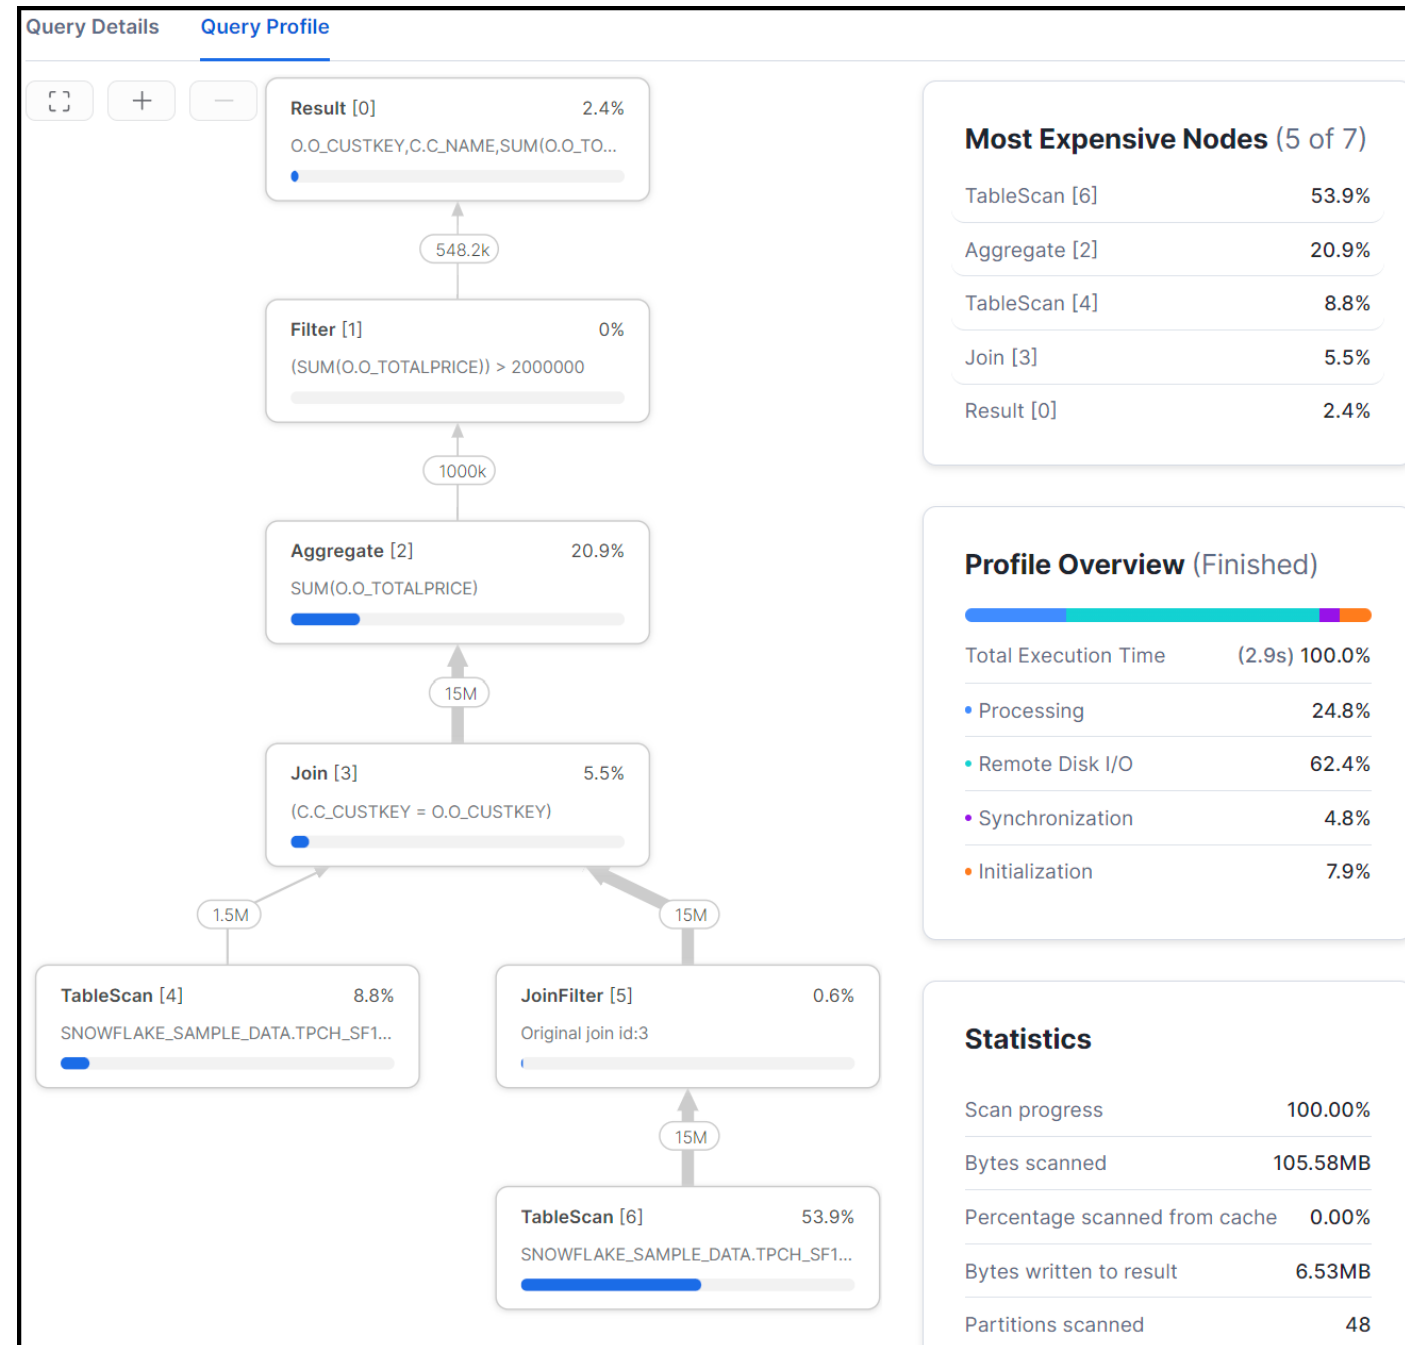 Query Details Query Profile
Result [0] 2.4%
O.O_CUSTKEY,C.C_NAME,SUM(O.O_TO...
548.2k
Filter [1] 0%
(SUM(O.O_TOTALPRICE)) > 2000000
1000k
Aggregate [2] 20.9%
SUM(O.O_TOTALPRICE)
15M
Join [3] 5.5%
(C.C_CUSTKEY = O.O_CUSTKEY)
1.5M 15M
TableScan [4] 8.8%
SNOWFLAKE_SAMPLE_DATA.TPCH_SF1...
JoinFilter [5] 0.6%
Original join id:3
15M
TableScan [6] 53.9%
SNOWFLAKE_SAMPLE_DATA.TPCH_SF1...
Most Expensive Nodes (5 of 7)
TableScan [6] 53.9%
Aggregate [2] 20.9%
TableScan [4] 8.8%
Join [3] 5.5%
Result [0] 2.4%
Profile Overview (Finished)
Total Execution Time (2.9s) 100.0%
Processing 24.8%
Remote Disk I/O 62.4%
Synchronization 4.8%
Initialization 7.9%
Statistics
Scan progress 100.00%
Bytes scanned 105.58MB
Percentage scanned from cache 0.00%
Bytes written to result 6.53MB
Partitions scanned 48